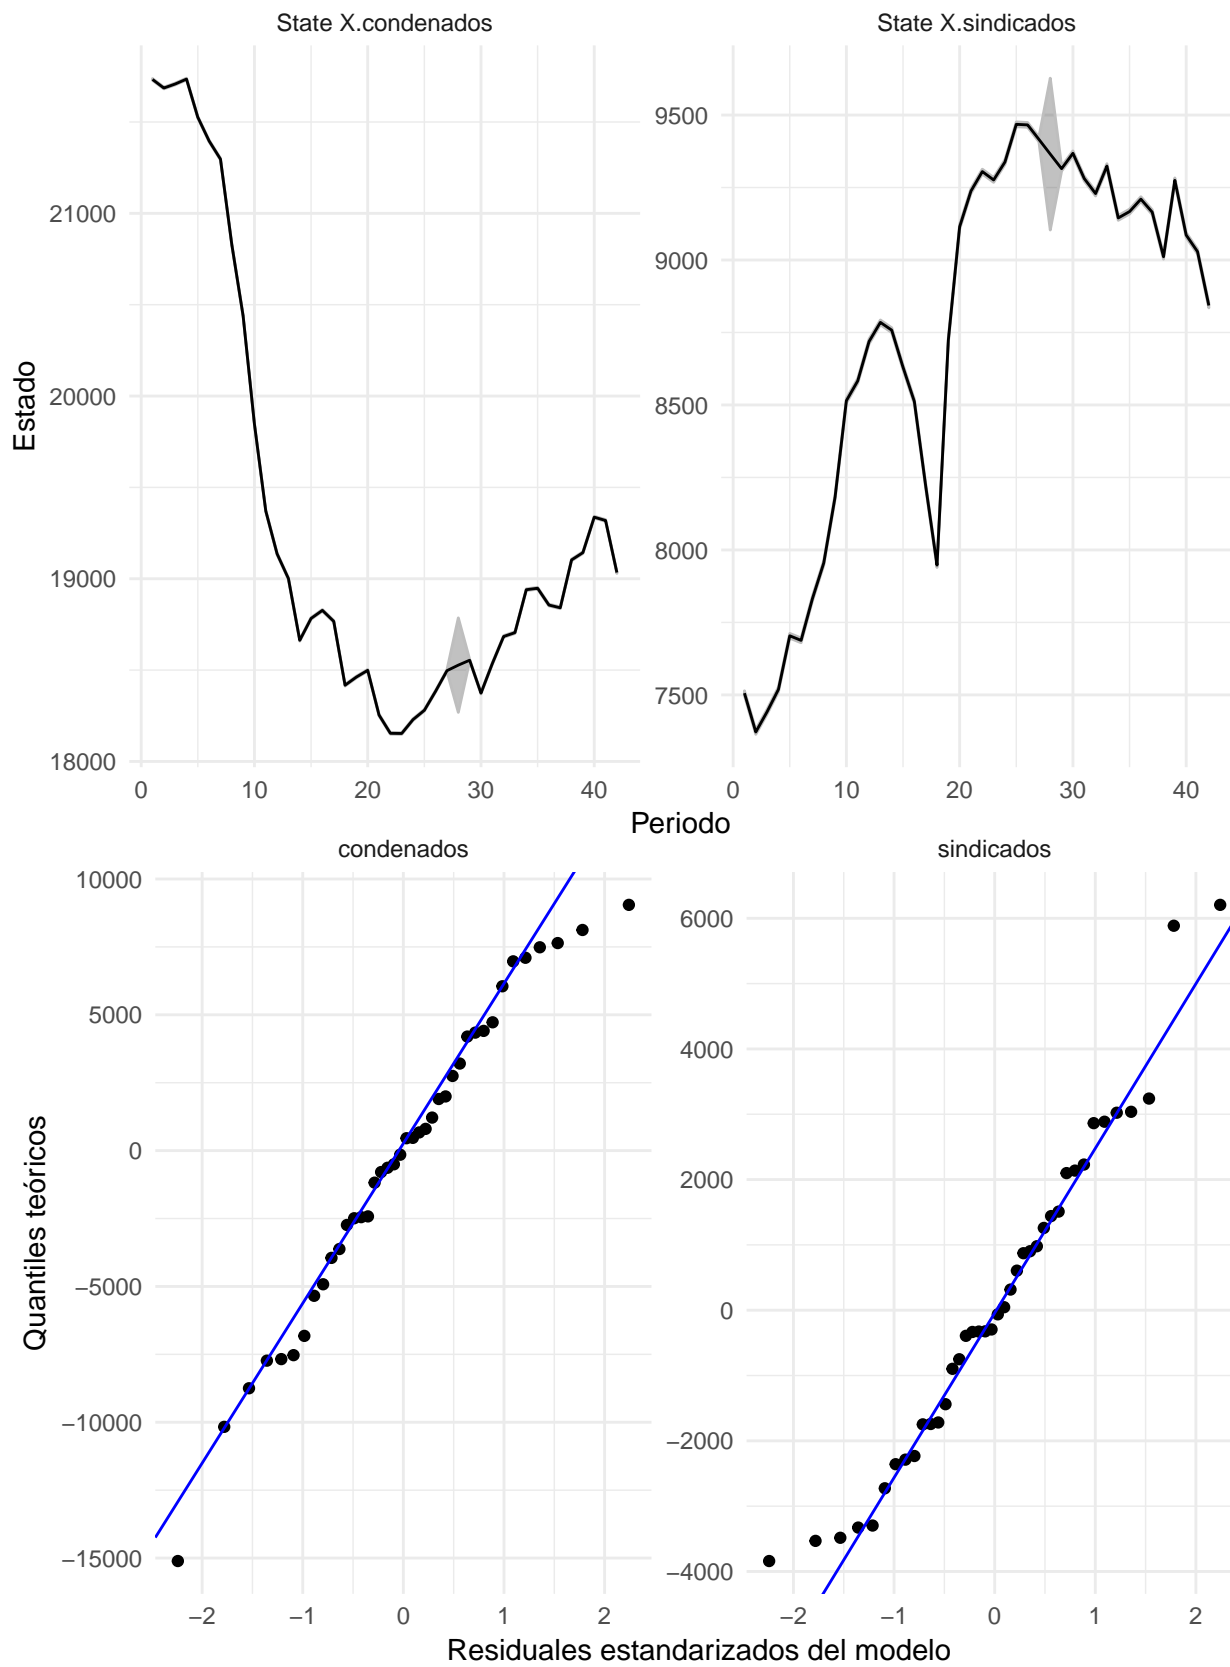 State X.condenados
State X.sindicados
Estado
21000
20000
19000
18000
0 10 20 30 40
9500
9000
8500
8000
7500
0 10 20 30 40
Periodo
condenados
sindicados
Quantiles teóricos
10000
5000
0
−5000
−10000
−15000
−2 −1 0 1 2
6000
4000
2000
0
−2000
−4000
−2 −1 0 1 2
Residuales estandarizados del modelo